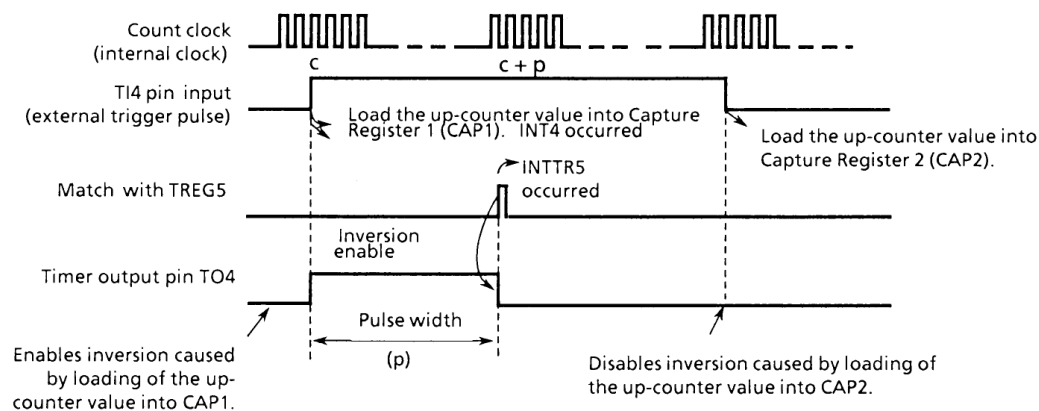 Count clock
(internal clock)
c
c + p
TI4 pin input
(external trigger pulse)
Load the up-counter value into Capture
Register 1 (CAP1). INT4 occurred
Load the up-counter value into
Capture Register 2 (CAP2).
INTTR5
occurred
Match with TREG5
Inversion
enable
Timer output pin TO4
Pulse width
(p)
Enables inversion caused
by loading of the up-
counter value into CAP1.
Disables inversion caused by loading of
the up-counter value into CAP2.